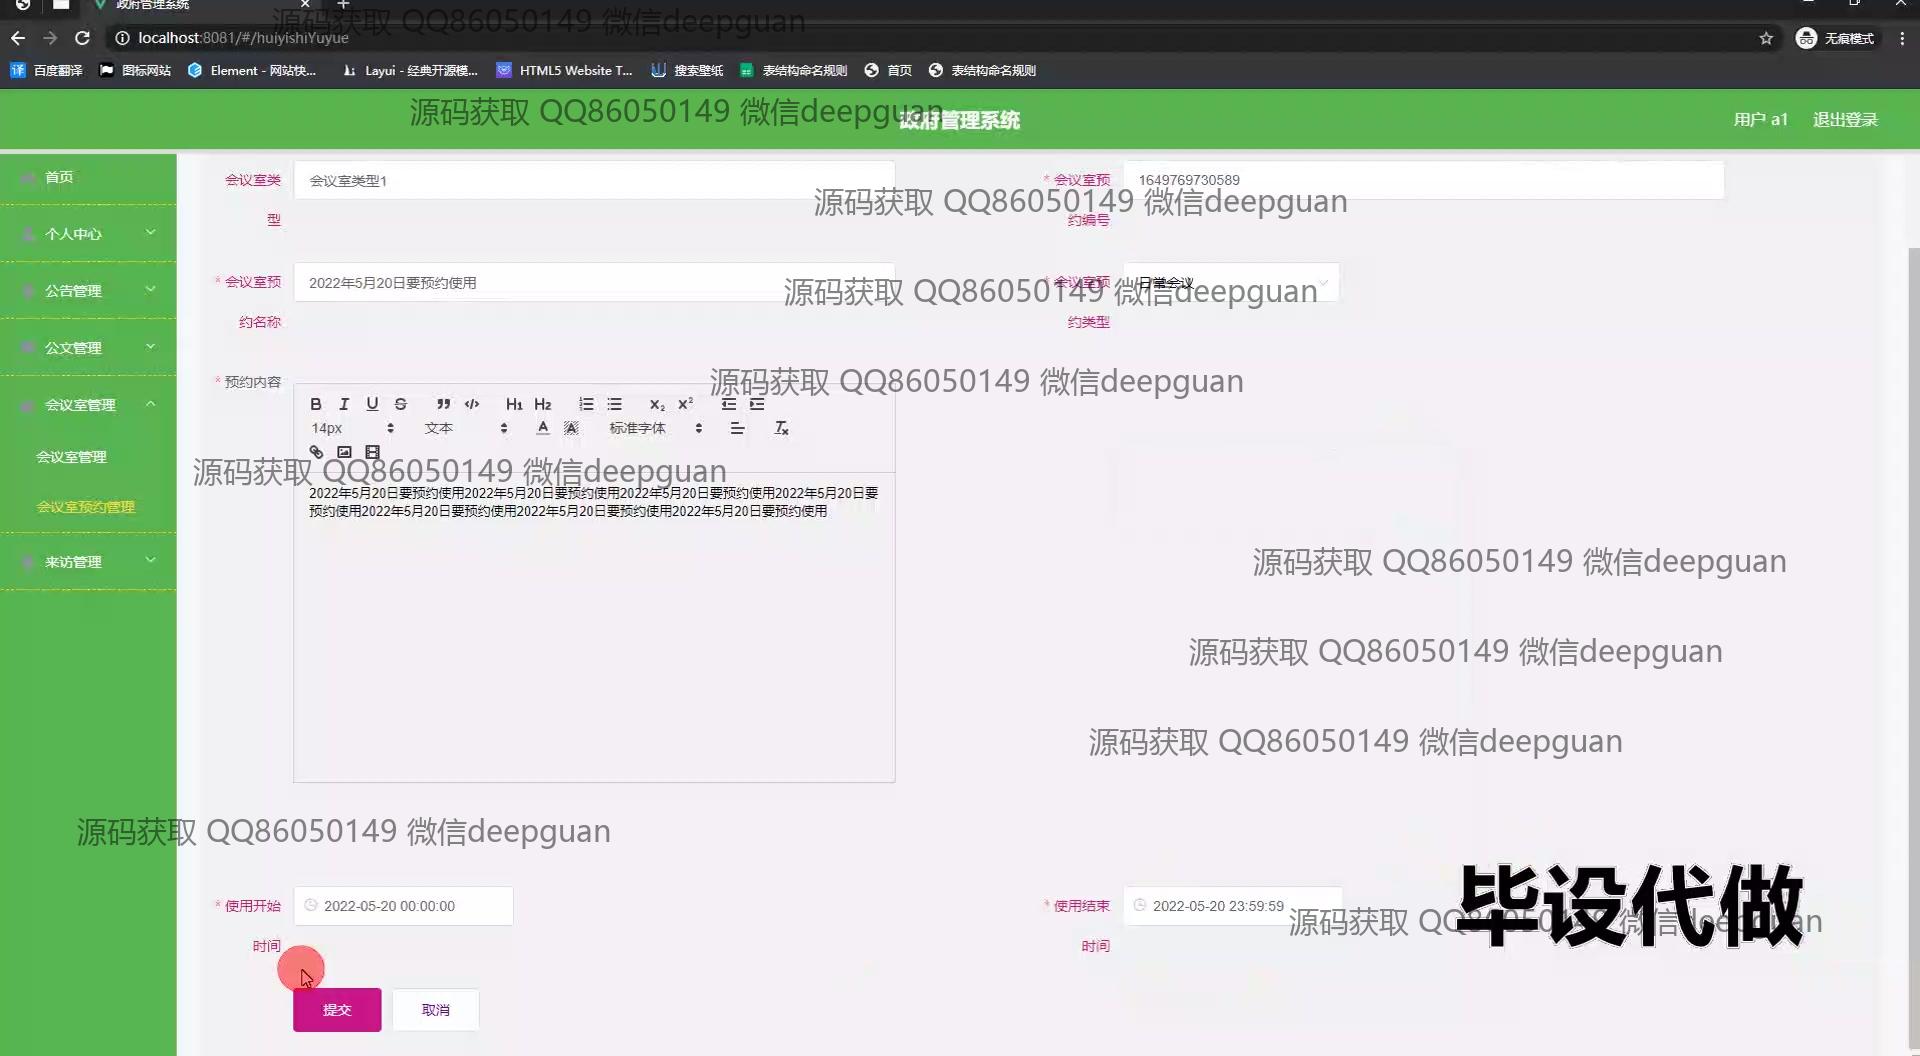 政府管理系统
源码获取 QQ86050149 微信deepguan
localhost:8081/#/huiyishiYuyue
无痕模式
百度翻译
图标网站
Element - 网站快...
Layui - 经典开源模...
HTML5 Website T...
搜索壁纸
表结构命名规则
首页
表结构命名规则
源码获取 QQ86050149 微信deepguan
政府管理系统
用户 a1
退出登录
首页
个人中心
公告管理
公文管理
会议室管理
会议室管理
会议室预约管理
来访管理
会议室类型
会议室类型1
* 会议室预约编号
1649769730589
源码获取 QQ86050149 微信deepguan
* 会议室预约名称
2022年5月20日要预约使用
* 会议室预约类型
日常会议
源码获取 QQ86050149 微信deepguan
* 预约内容
源码获取 QQ86050149 微信deepguan
B I U S H1 H2 X2 X2
14px 文本 A A 标准字体 Tx
源码获取 QQ86050149 微信deepguan
2022年5月20日要预约使用2022年5月20日要预约使用2022年5月20日要预约使用2022年5月20日要
预约使用2022年5月20日要预约使用2022年5月20日要预约使用2022年5月20日要预约使用
源码获取 QQ86050149 微信deepguan
源码获取 QQ86050149 微信deepguan
源码获取 QQ86050149 微信deepguan
源码获取 QQ86050149 微信deepguan
* 使用开始时间
2022-05-20 00:00:00
* 使用结束时间
2022-05-20 23:59:59
源码获取 QQ86050149 微信deepguan
毕设代做
提交
取消